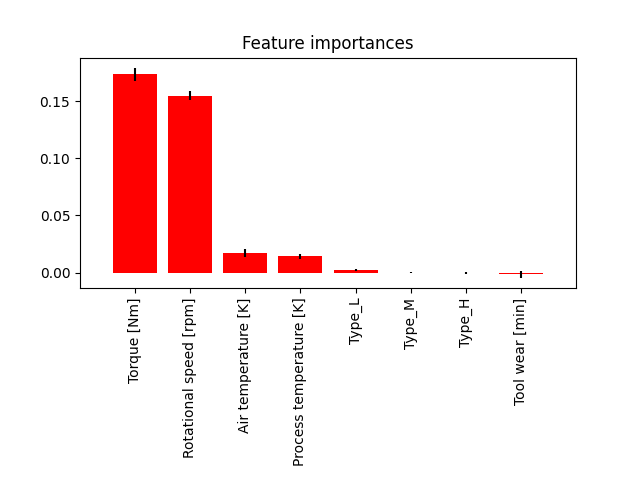 Feature importances
0.15
0.10
0.05
0.00
Torque [Nm]
Rotational speed [rpm]
Air temperature [K]
Process temperature [K]
Type_L
Type_M
Type_H
Tool wear [min]